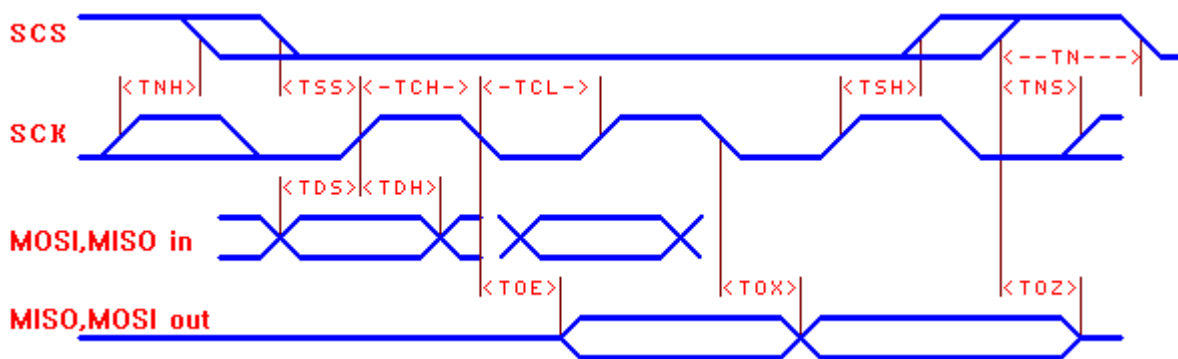 SCS
<--TN--->
<TNH> <TSS> <-TCH-> <-TCL-> <TSH> <TNS>
SCK
<TDS> <TDH>
MOSI,MISO in
<TOE> <TOX> <TOZ>
MISO,MOSI out